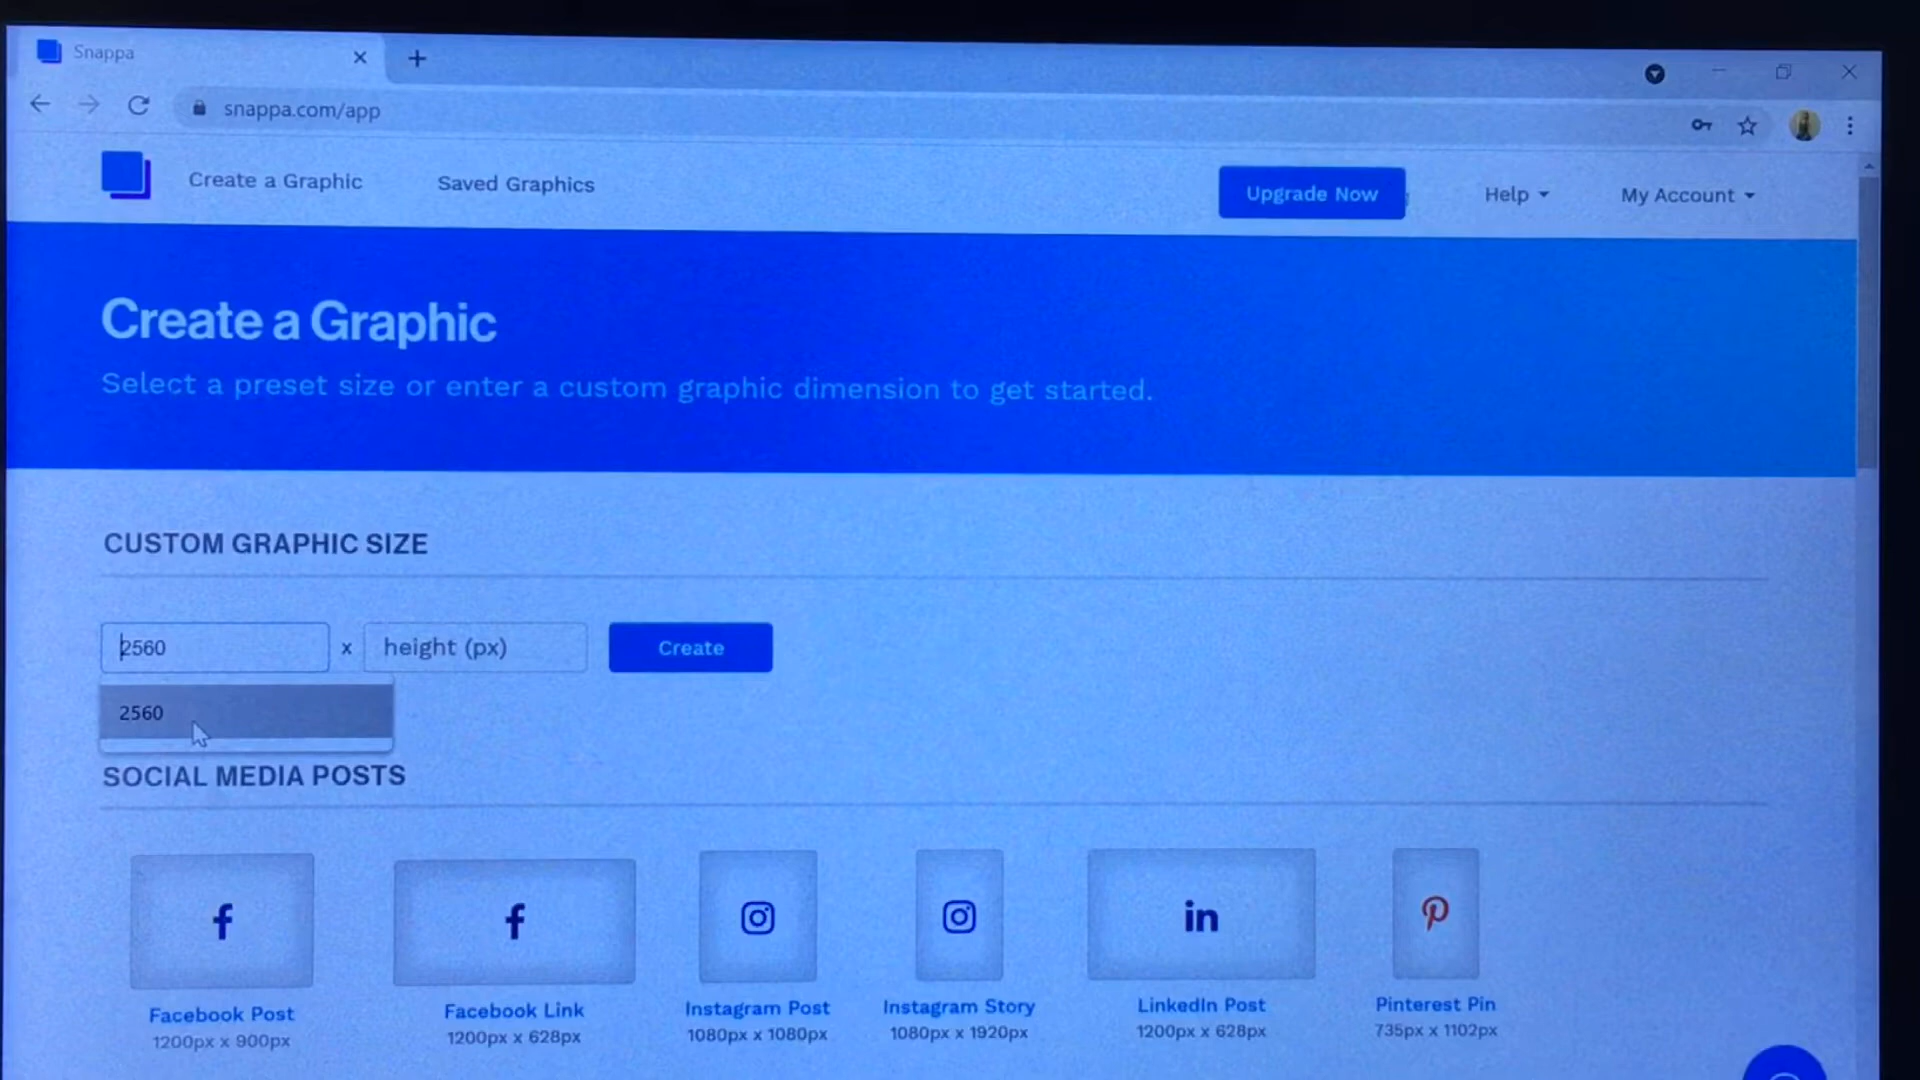 Snappa
snappa.com/app
Create a Graphic
Saved Graphics
Upgrade Now
Help
My Account
Create a Graphic
Select a preset size or enter a custom graphic dimension to get started.
CUSTOM GRAPHIC SIZE
2560
x
height (px)
Create
2560
SOCIAL MEDIA POSTS
Facebook Post
1200px x 900px
Facebook Link
1200px x 628px
Instagram Post
1080px x 1080px
Instagram Story
1080px x 1920px
LinkedIn Post
1200px x 628px
Pinterest Pin
735px x 1102px